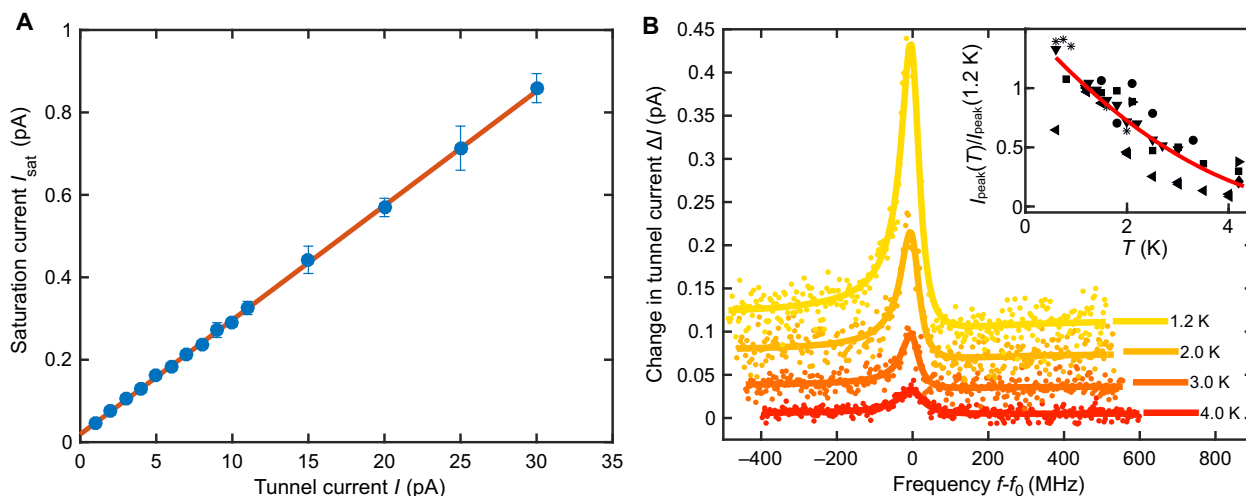 A
Saturation current Isat (pA)
1
0.8
0.6
0.4
0.2
0
0 5 10 15 20 25 30 35
Tunnel current I (pA)
B
Change in tunnel current ΔI (pA)
0.45
0.4
0.35
0.3
0.25
0.2
0.15
0.1
0.05
0
–400 –200 0 200 400 600 800
Frequency f-f0 (MHz)
1.2 K
2.0 K
3.0 K
4.0 K
Ipeak(T)/Ipeak(1.2 K)
1
0.5
0
0 2 4
T (K)